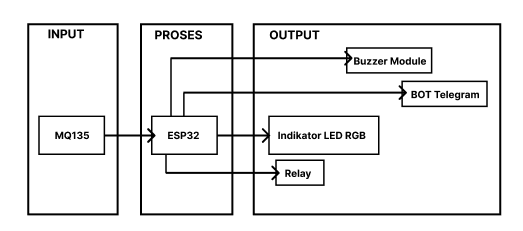 INPUT
PROSES
OUTPUT
Buzzer Module
BOT Telegram
MQ135
ESP32
Indikator LED RGB
Relay